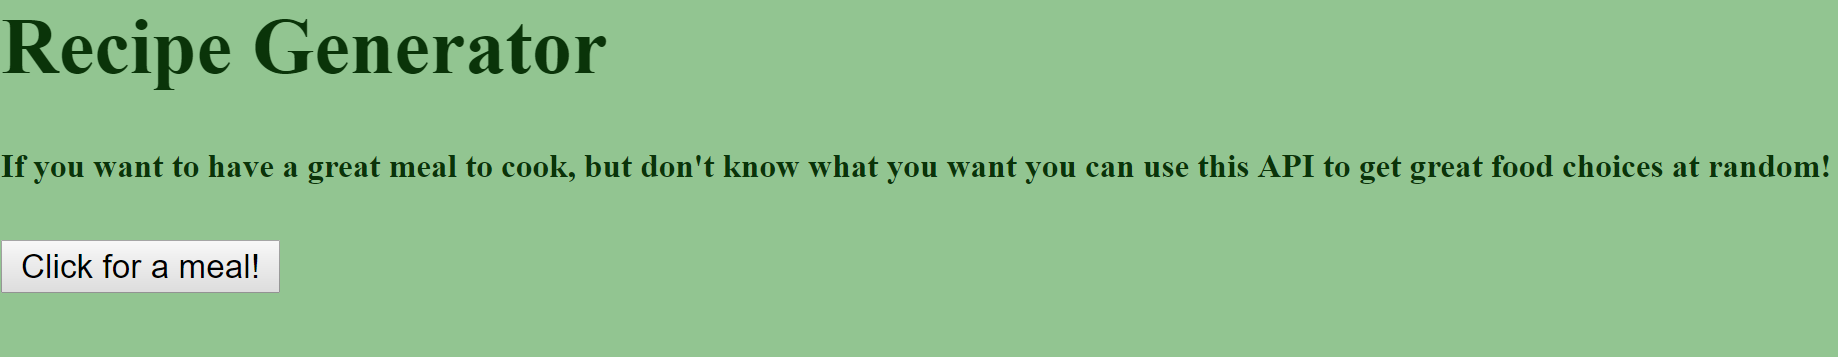 Recipe Generator
If you want to have a great meal to cook, but don't know what you want you can use this API to get great food choices at random!
Click for a meal!